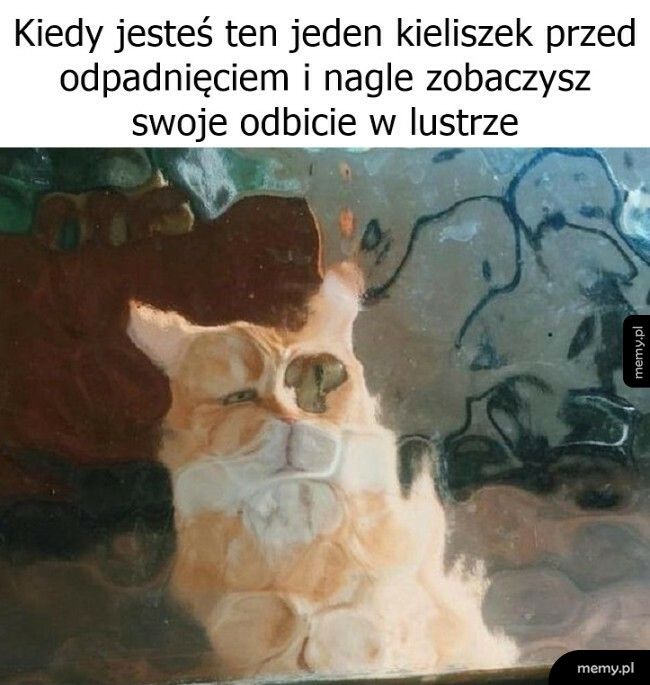 Kiedy jesteś ten jeden kieliszek przed
odpadnięciem i nagle zobaczysz
swoje odbicie w lustrze
memy.pl
memy.pl